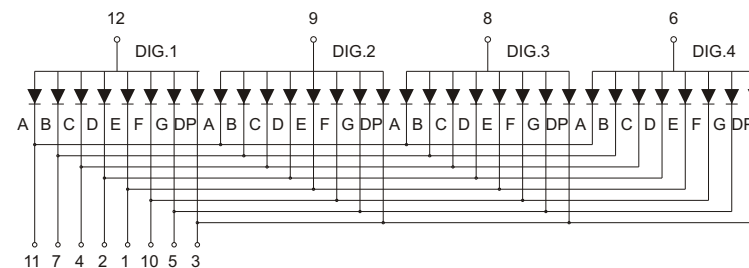 12 9 8 6
DIG.1 DIG.2 DIG.3 DIG.4
A B C D E F G DP A B C D E F G DP A B C D E F G DP A B C D E F G DP
11 7 4 2 1 10 5 3